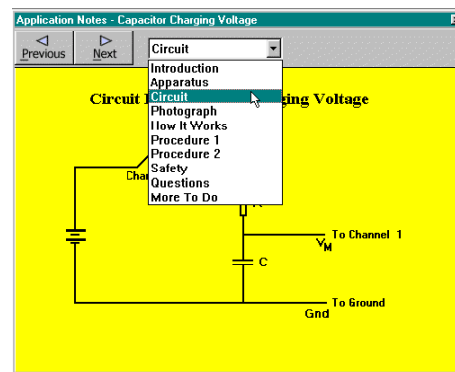 Application Notes - Capacitor Charging Voltage
Previous
Next
Circuit
Introduction
Apparatus
Circuit
Photograph
How It Works
Procedure 1
Procedure 2
Safety
Questions
More To Do
Circuit
ging Voltage
To Channel 1
VM
C
To Ground
Gnd